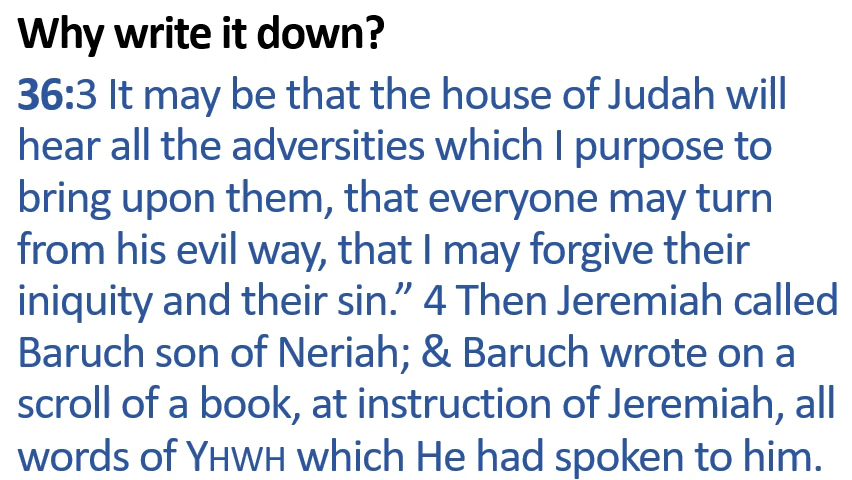 Why write it down?
36:3 It may be that the house of Judah will
hear all the adversities which I purpose to
bring upon them, that everyone may turn
from his evil way, that I may forgive their
iniquity and their sin.” 4 Then Jeremiah called
Baruch son of Neriah; & Baruch wrote on a
scroll of a book, at instruction of Jeremiah, all
words of YHWH which He had spoken to him.